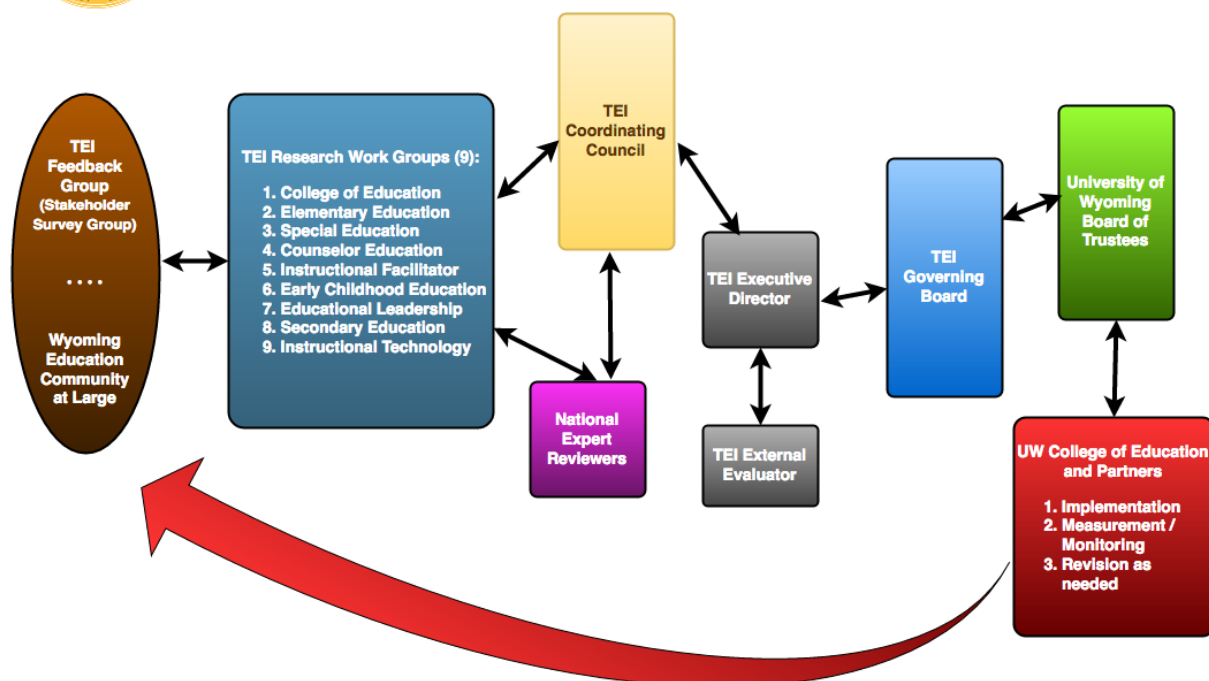 TEI
Feedback
Group
(Stakeholder
Survey Group)
....
Wyoming
Education
Community
at Large
TEI Research Work Groups (9):
1. College of Education
2. Elementary Education
3. Special Education
4. Counselor Education
5. Instructional Facilitator
6. Early Childhood Education
7. Educational Leadership
8. Secondary Education
9. Instructional Technology
TEI
Coordinating
Council
National
Expert
Reviewers
TEI Executive
Director
TEI External
Evaluator
TEI
Governing
Board
University of
Wyoming
Board of
Trustees
UW College of Education
and Partners
1. Implementation
2. Measurement /
Monitoring
3. Revision as
needed